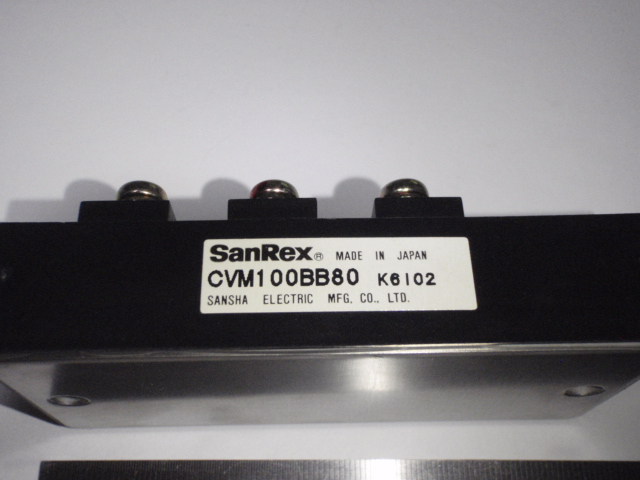 SanRex® MADE IN JAPAN
CVM100BB80 K6102
SANSHA ELECTRIC MFG. CO., LTD.